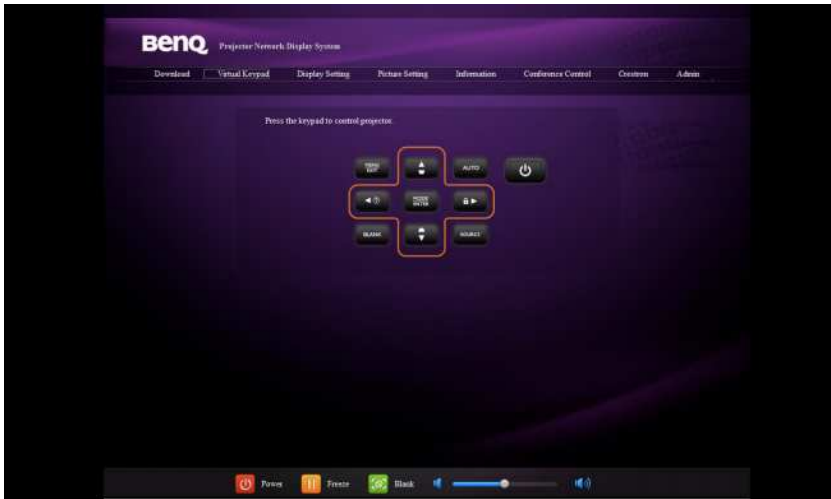 BenQ Projector Network Display System
Download Virtual Keypad Display Setting Picture Setting Information Conference Control Crestron Admin
Press the keypad to control projector.
MENU EXIT
AUTO
MODE ENTER
BLANK
SOURCE
Power Freeze Blank